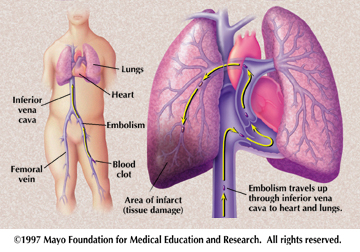 Lungs
Heart
Inferior
vena
cava
Embolism
Femoral
vein
Blood
clot
Area of infarct
(tissue damage)
Embolism travels up
through inferior vena
cava to heart and lungs.
©1997 Mayo Foundation for Medical Education and Research.  All rights reserved.